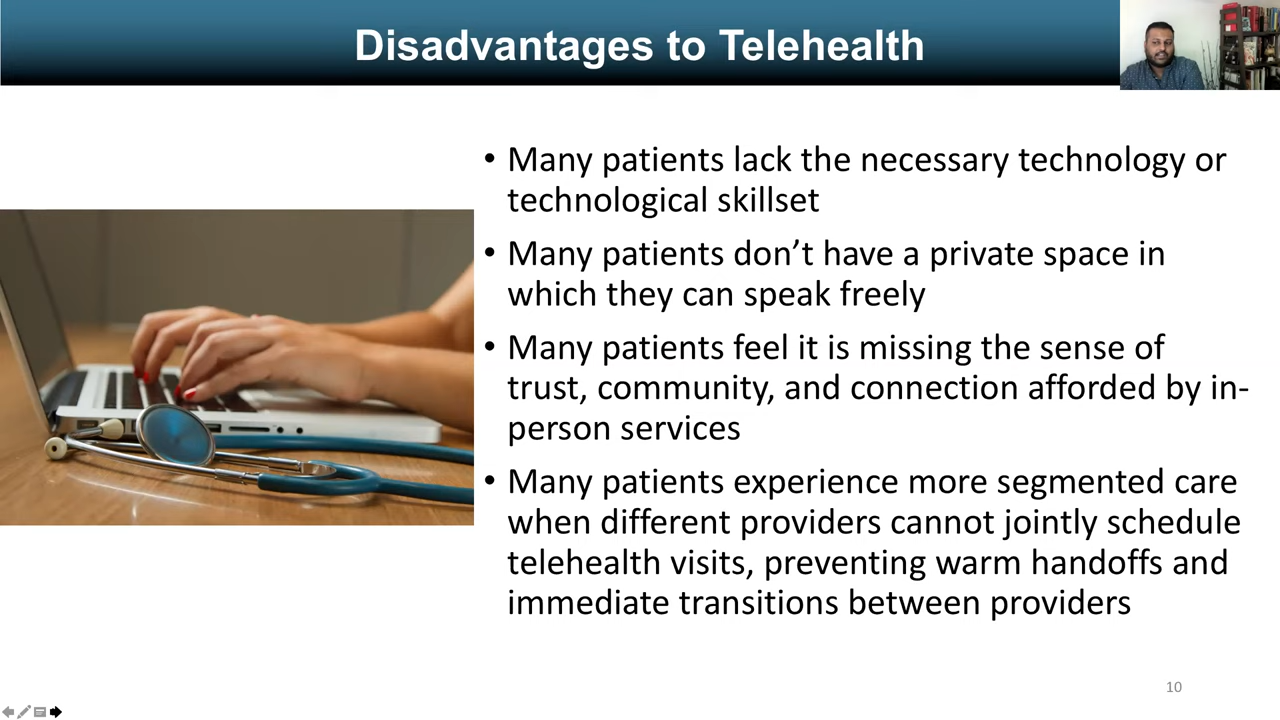 Disadvantages to Telehealth
• Many patients lack the necessary technology or
technological skillset
• Many patients don’t have a private space in
which they can speak freely
• Many patients feel it is missing the sense of
trust, community, and connection afforded by in-
person services
• Many patients experience more segmented care
when different providers cannot jointly schedule
telehealth visits, preventing warm handoffs and
immediate transitions between providers
10